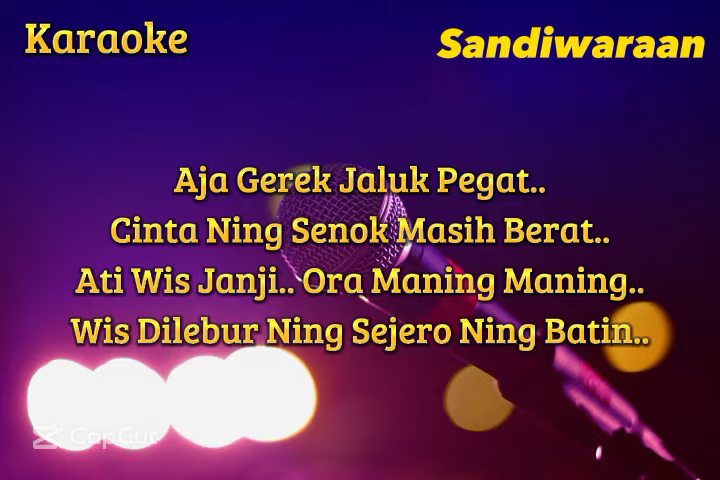 Karaoke
Sandiwaraan
Aja Gerek Jaluk Pegat..
Cinta Ning Senok Masih Berat..
Ati Wis Janji.. Ora Maning Maning..
Wis Dilebur Ning Sejero Ning Batin..
CapCut